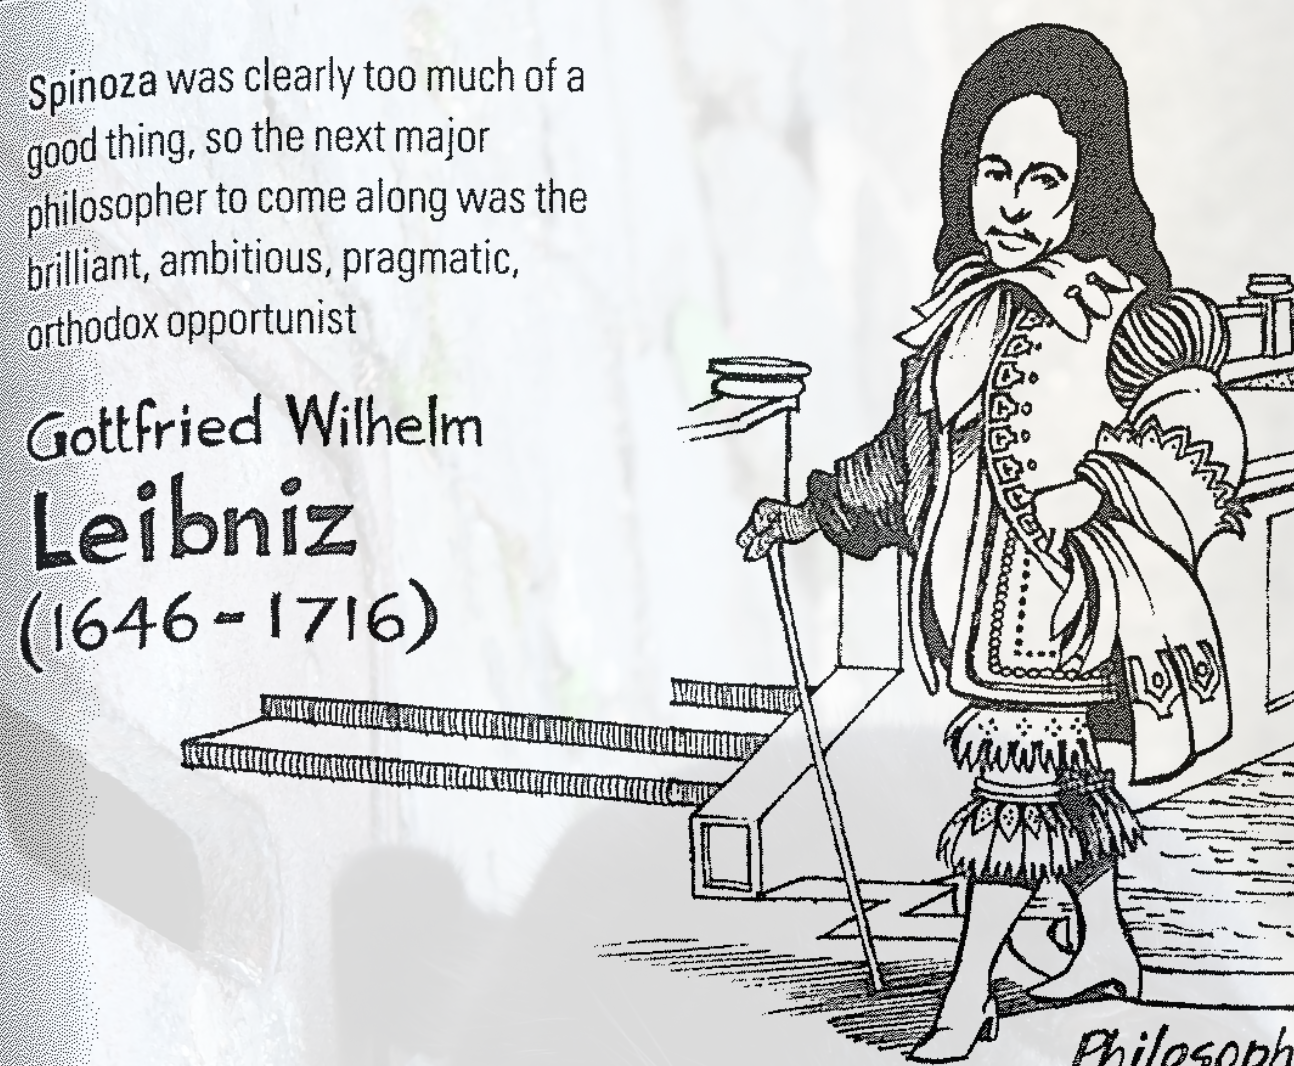 Spinoza was clearly too much of a
good thing, so the next major
philosopher to come along was the
brilliant, ambitious, pragmatic,
orthodox opportunist
Gottfried Wilhelm
Leibniz
(1646-1716)
Philosoph